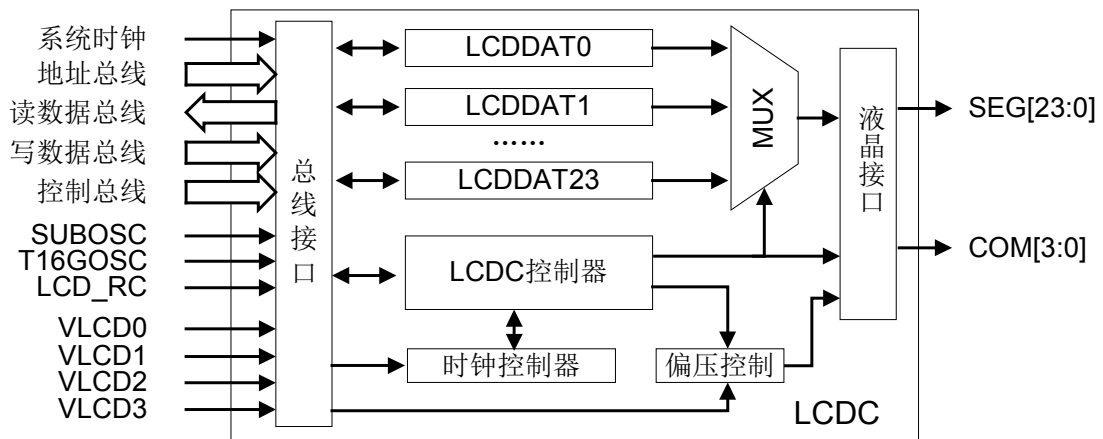 系统时钟
地址总线
读数据总线
写数据总线
控制总线
SUBOSC
T16GOSC
LCD_RC
VLCD0
VLCD1
VLCD2
VLCD3
总线接口
LCDDAT0
LCDDAT1
……
LCDDAT23
LCDC控制器
时钟控制器
MUX
偏压控制
液晶接口
LCDC
SEG[23:0]
COM[3:0]